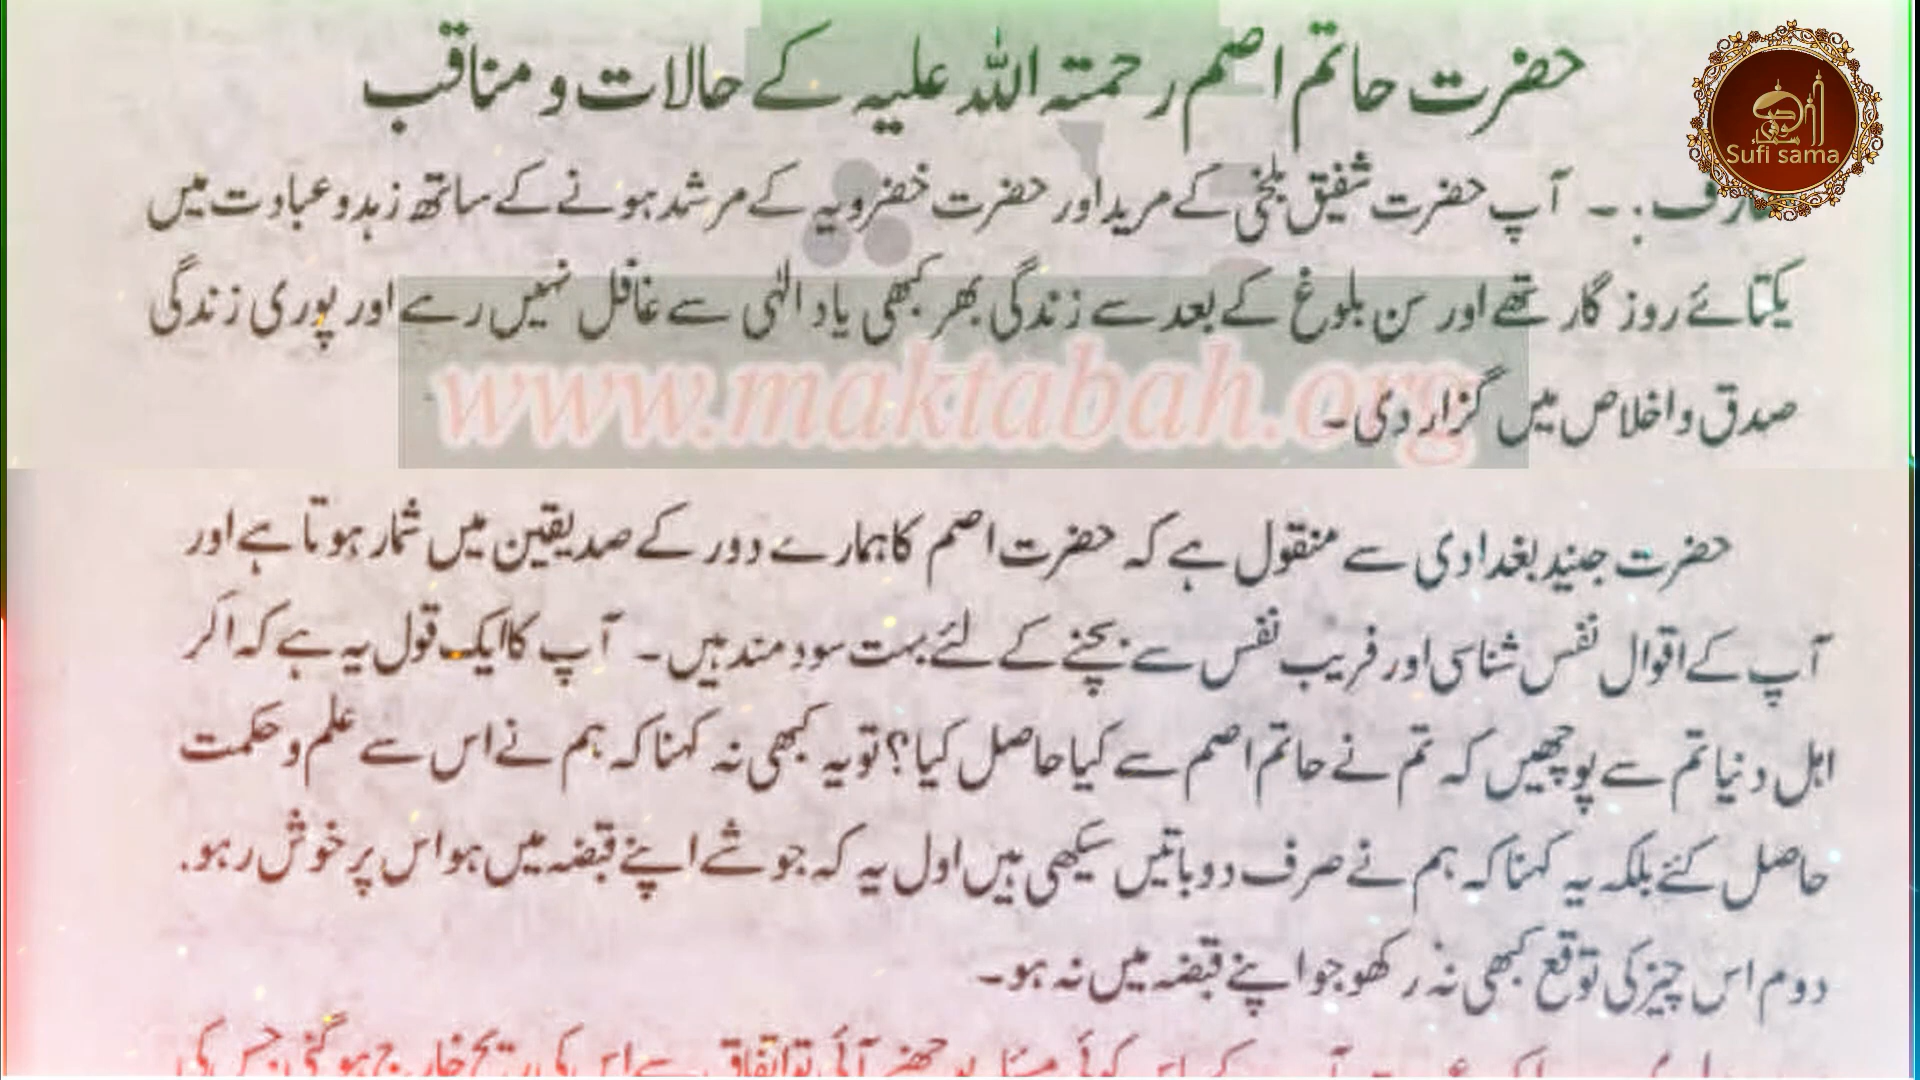 حضرت حاتم اصم رحمتہ اللہ علیہ کے حالات و مناقب
Sufi sama
آپ حضرت شفیق بلخی کے مرید اور حضرت خضرویہ کے مرشد ہونے کے ساتھ زہد و عبادت میں
یکتائے روز گار تھے اور سن بلوغ کے بعد سے زندگی بھر کبھی یاد الٰہی سے غافل نہیں رہے اور پوری زندگی
صدق و اخلاص میں گزار دی۔
www.maktabah.org
حضرت جنید بغدادی سے منقول ہے کہ حضرت اصم کا ہمارے دور کے صدیقین میں شمار ہوتا ہے اور
آپ کے اقوال نفس شناسی اور فریب نفس سے بچنے کے لئے بہت سود مند ہیں۔ آپ کا ایک قول یہ ہے کہ اگر
اہل دنیا تم سے پوچھیں کہ تم نے حاتم اصم سے کیا حاصل کیا؟ تو یہ کبھی نہ کہنا کہ ہم نے اس سے علم و حکمت
حاصل کئے بلکہ یہ کہنا کہ ہم نے صرف دو باتیں سیکھی ہیں اول یہ کہ جو شے اپنے قبضہ میں ہو اس پر خوش رہو.
دوم اس چیز کی توقع کبھی نہ رکھو جو اپنے قبضہ میں نہ ہو۔